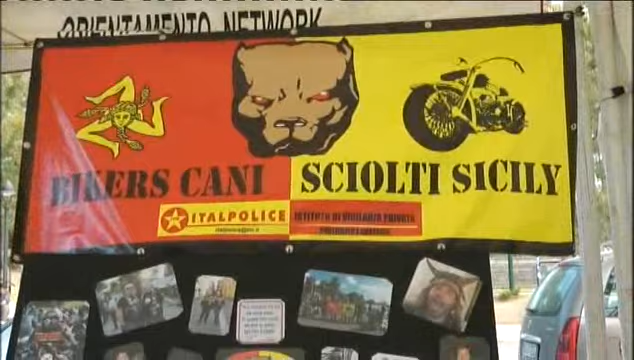 ORIENTAMENTO NETWORK
BIKERS CANI SCIOLTI SICILY
ITALPOLICE
ISTITUTO DI VIGILANZA PRIVATA